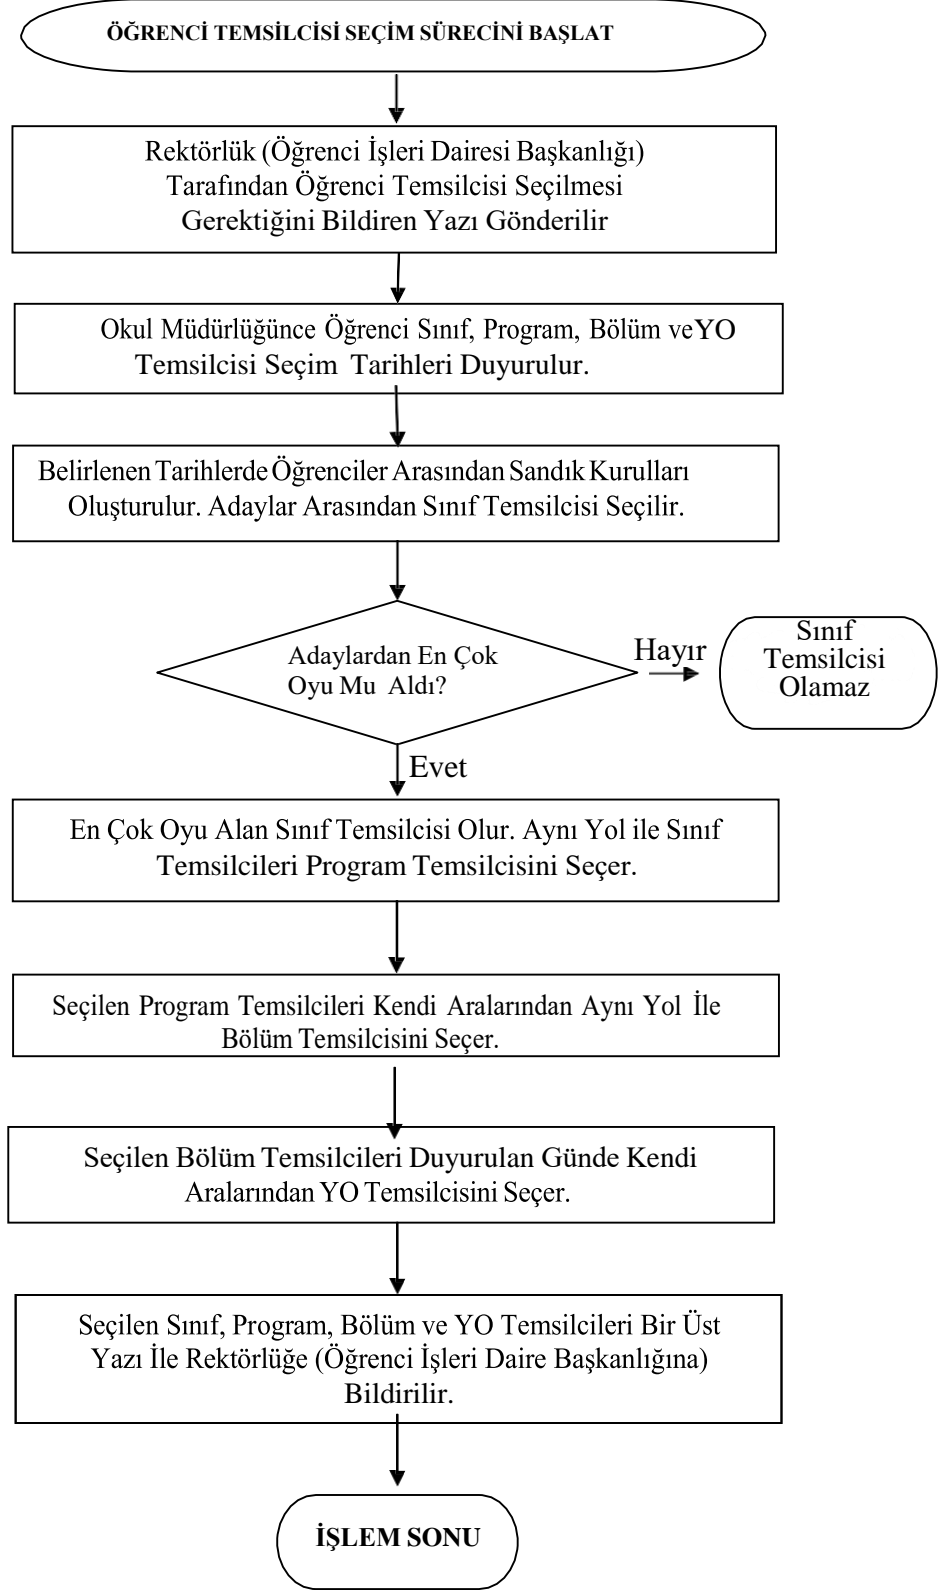 ÖĞRENCİ TEMSİLCİSİ SEÇİM SÜRECİNİ BAŞLAT
Rektörlük (Öğrenci İşleri Dairesi Başkanlığı)
Tarafından Öğrenci Temsilcisi Seçilmesi
Gerektiğini Bildiren Yazı Gönderilir
Okul Müdürlüğünce Öğrenci Sınıf, Program, Bölüm ve YO
Temsilcisi Seçim Tarihleri Duyurulur.
Belirlenen Tarihlerde Öğrenciler Arasından Sandık Kurulları
Oluşturulur. Adaylar Arasından Sınıf Temsilcisi Seçilir.
Adaylardan En Çok
Oyu Mu Aldı?
Hayır
Sınıf
Temsilcisi
Olamaz
Evet
En Çok Oyu Alan Sınıf Temsilcisi Olur. Aynı Yol ile Sınıf
Temsilcileri Program Temsilcisini Seçer.
Seçilen Program Temsilcileri Kendi Aralarından Aynı Yol İle
Bölüm Temsilcisini Seçer.
Seçilen Bölüm Temsilcileri Duyurulan Günde Kendi
Aralarından YO Temsilcisini Seçer.
Seçilen Sınıf, Program, Bölüm ve YO Temsilcileri Bir Üst
Yazı İle Rektörlüğe (Öğrenci İşleri Daire Başkanlığına)
Bildirilir.
İŞLEM SONU